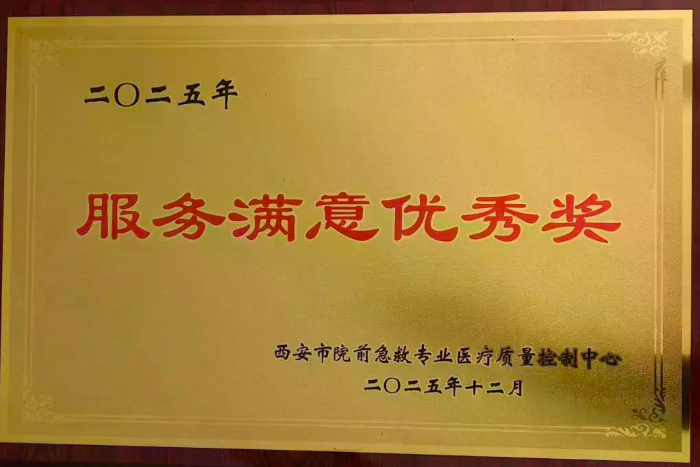 二〇二五年
服务满意优秀奖
西安市院前急救专业医疗质量控制中心
二〇二五年十二月